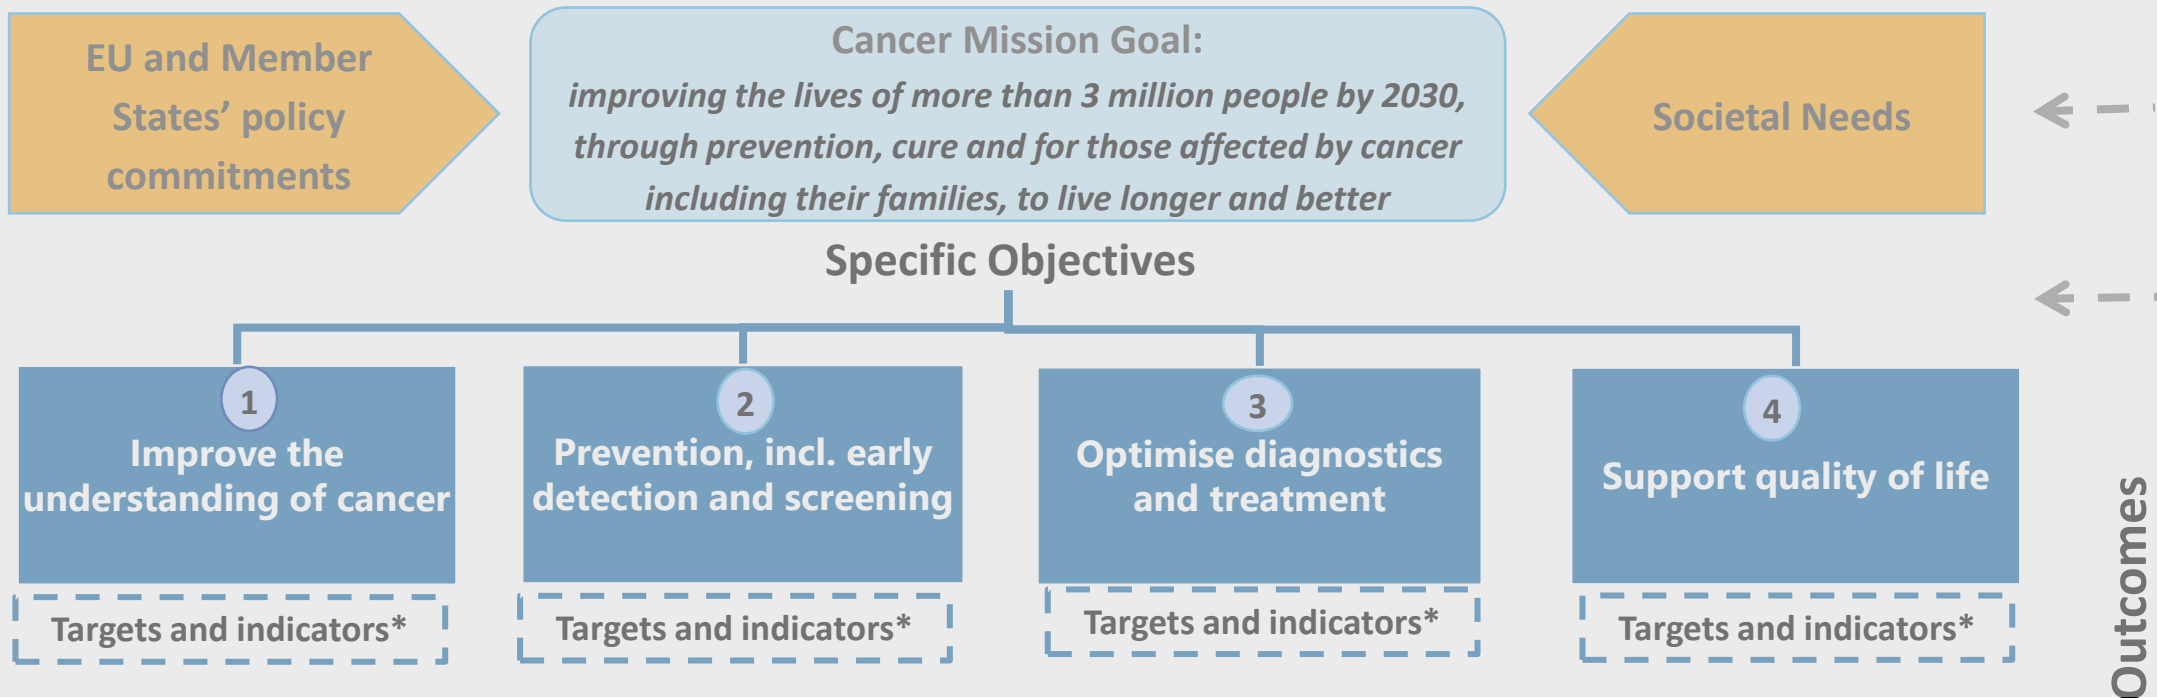 EU and Member
States’ policy
commitments
Cancer Mission Goal:
improving the lives of more than 3 million people by 2030,
through prevention, cure and for those affected by cancer
including their families, to live longer and better
Societal Needs
Specific Objectives
1
Improve the
understanding of cancer
Targets and indicators*
2
Prevention, incl. early
detection and screening
Targets and indicators*
3
Optimise diagnostics
and treatment
Targets and indicators*
4
Support quality of life
Targets and indicators*
Outcomes